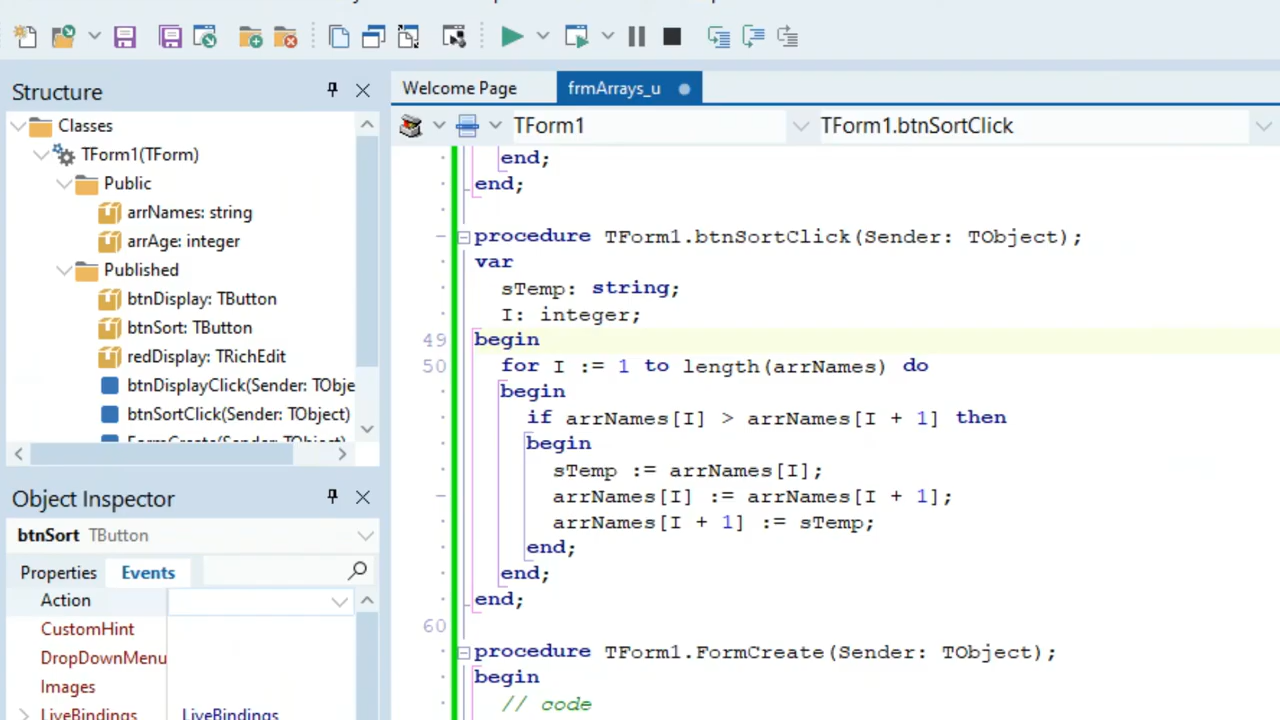 Structure
Classes
TForm1(TForm)
Public
arrNames: string
arrAge: integer
Published
btnDisplay: TButton
btnSort: TButton
redDisplay: TRichEdit
btnDisplayClick(Sender: TObje
btnSortClick(Sender: TObject)
FormCreate(Sender: TObject)
Object Inspector
btnSort TButton
Properties Events
Action
CustomHint
DropDownMenu
Images
LiveBindings LiveBindings
Welcome Page frmArrays_u
TForm1 TForm1.btnSortClick
end;
end;
procedure TForm1.btnSortClick(Sender: TObject);
var
sTemp: string;
I: integer;
49 begin
50 for I := 1 to length(arrNames) do
begin
if arrNames[I] > arrNames[I + 1] then
begin
sTemp := arrNames[I];
arrNames[I] := arrNames[I + 1];
arrNames[I + 1] := sTemp;
end;
end;
end;
60
procedure TForm1.FormCreate(Sender: TObject);
begin
// code